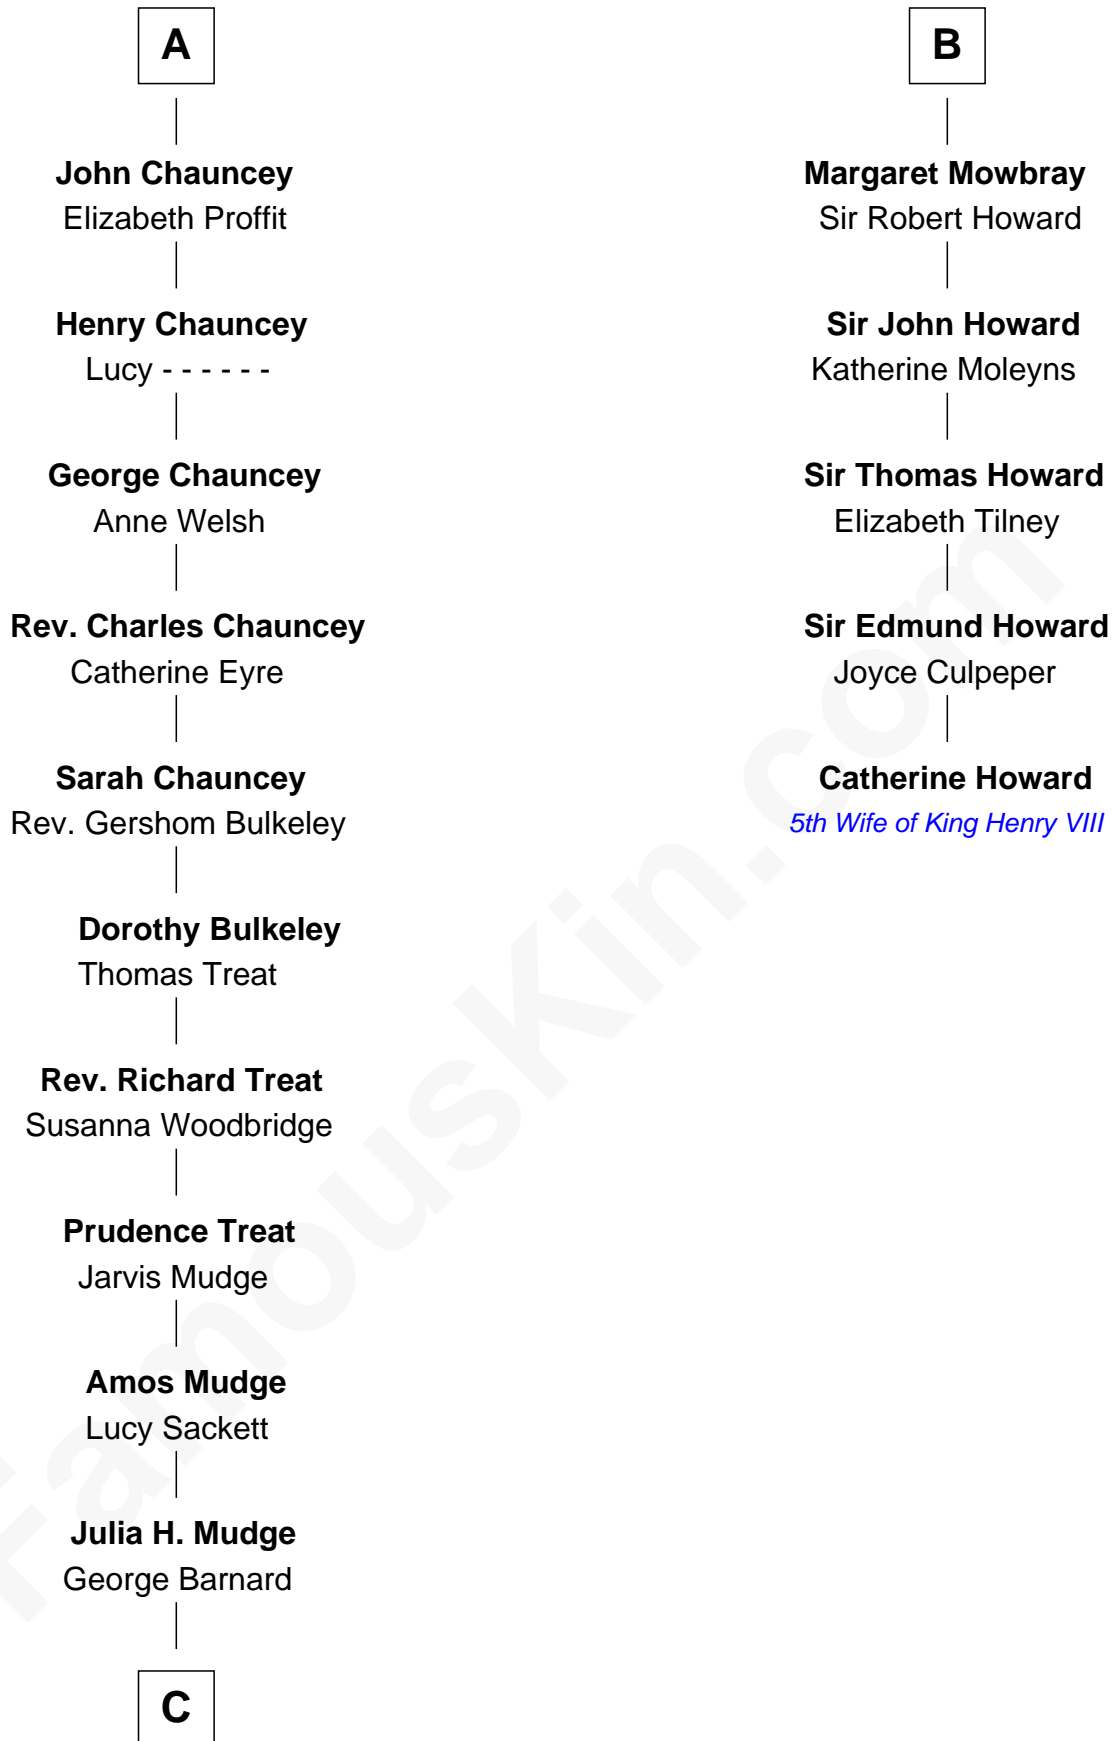 A
John Chauncey
Elizabeth Proffit
Henry Chauncey
Lucy - - - - - -
George Chauncey
Anne Welsh
Rev. Charles Chauncey
Catherine Eyre
Sarah Chauncey
Rev. Gershom Bulkeley
Dorothy Bulkeley
Thomas Treat
Rev. Richard Treat
Susanna Woodbridge
Prudence Treat
Jarvis Mudge
Amos Mudge
Lucy Sackett
Julia H. Mudge
George Barnard
C
B
Margaret Mowbray
Sir Robert Howard
Sir John Howard
Katherine Moleyns
Sir Thomas Howard
Elizabeth Tilney
Sir Edmund Howard
Joyce Culpeper
Catherine Howard
5th Wife of King Henry VIII
FamousKin.com